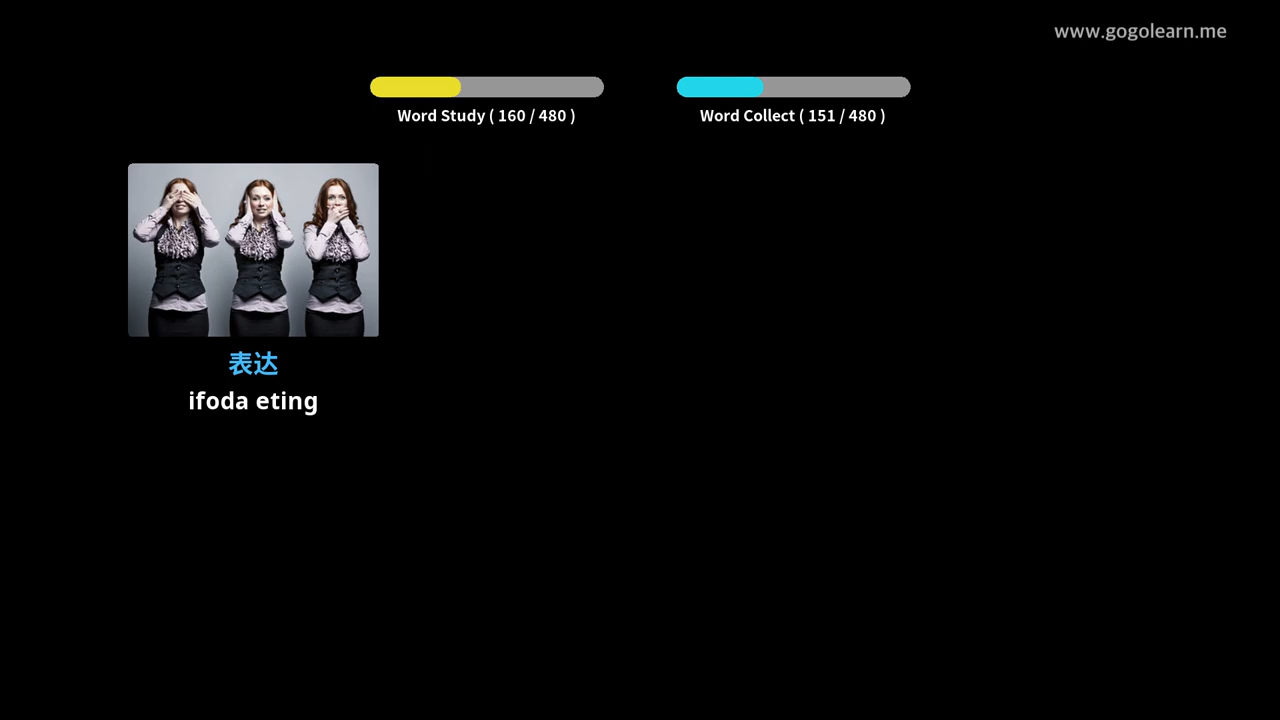 www.gogolearn.me
Word Study ( 160 / 480 )
Word Collect ( 151 / 480 )
表达
ifoda eting